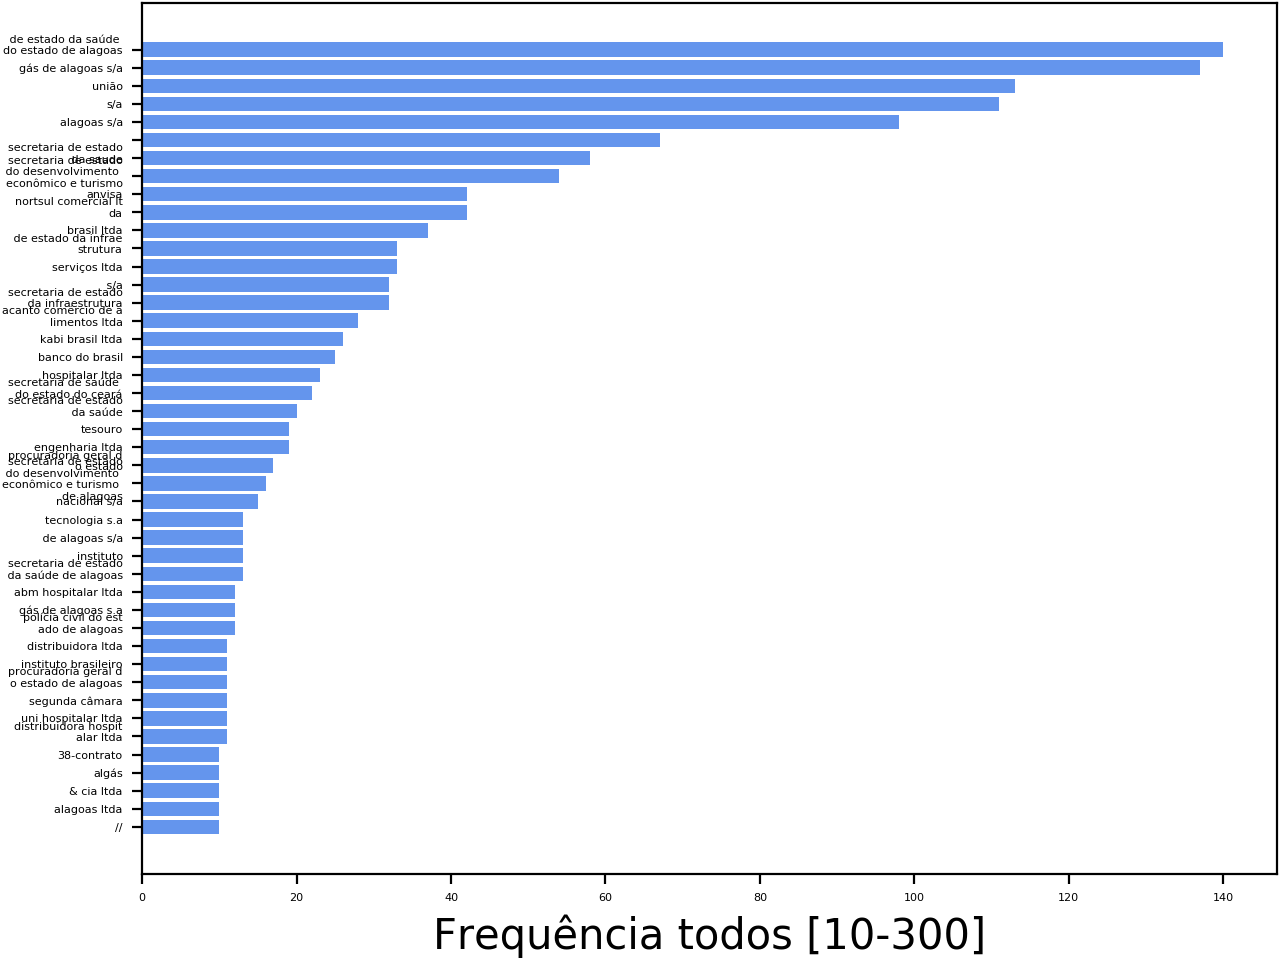 de estado da saúde
do estado de alagoas
gás de alagoas s/a
união
s/a
alagoas s/a
secretaria de estado
da saude
secretaria de estado
do desenvolvimento
econômico e turismo
anvisa
nortsul comercial lt
da
brasil ltda
de estado da infrae
strutura
serviços ltda
s/a
secretaria de estado
da infraestrutura
acanto comércio de a
limentos ltda
kabi brasil ltda
banco do brasil
hospitalar ltda
secretaria de saúde
do estado do ceará
secretaria de estado
da saúde
tesouro
engenharia ltda
procuradoria geral d
o estado
secretaria de estado
do desenvolvimento
econômico e turismo
de alagoas
nacional s/a
tecnologia s.a
de alagoas s/a
instituto
secretaria de estado
da saúde de alagoas
abm hospitalar ltda
gás de alagoas s.a
polícia civil do est
ado de alagoas
distribuidora ltda
instituto brasileiro
procuradoria geral d
o estado de alagoas
segunda câmara
uni hospitalar ltda
distribuidora hospit
alar ltda
38-contrato
algás
& cia ltda
alagoas ltda
//
0 20 40 60 80 100 120 140
Frequência todos [10-300]